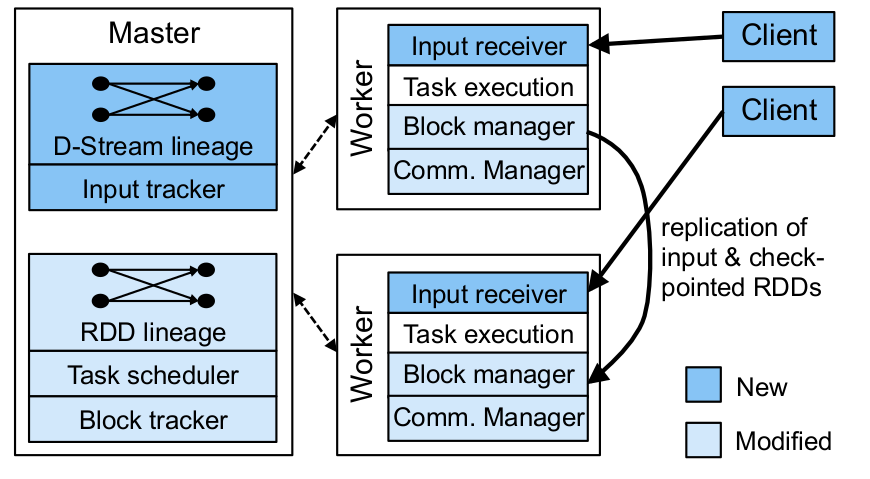 Master
D-Stream lineage
Input tracker
RDD lineage
Task scheduler
Block tracker
Worker
Input receiver
Task execution
Block manager
Comm. Manager
Worker
Input receiver
Task execution
Block manager
Comm. Manager
Client
Client
replication of
input & check-
pointed RDDs
New
Modified